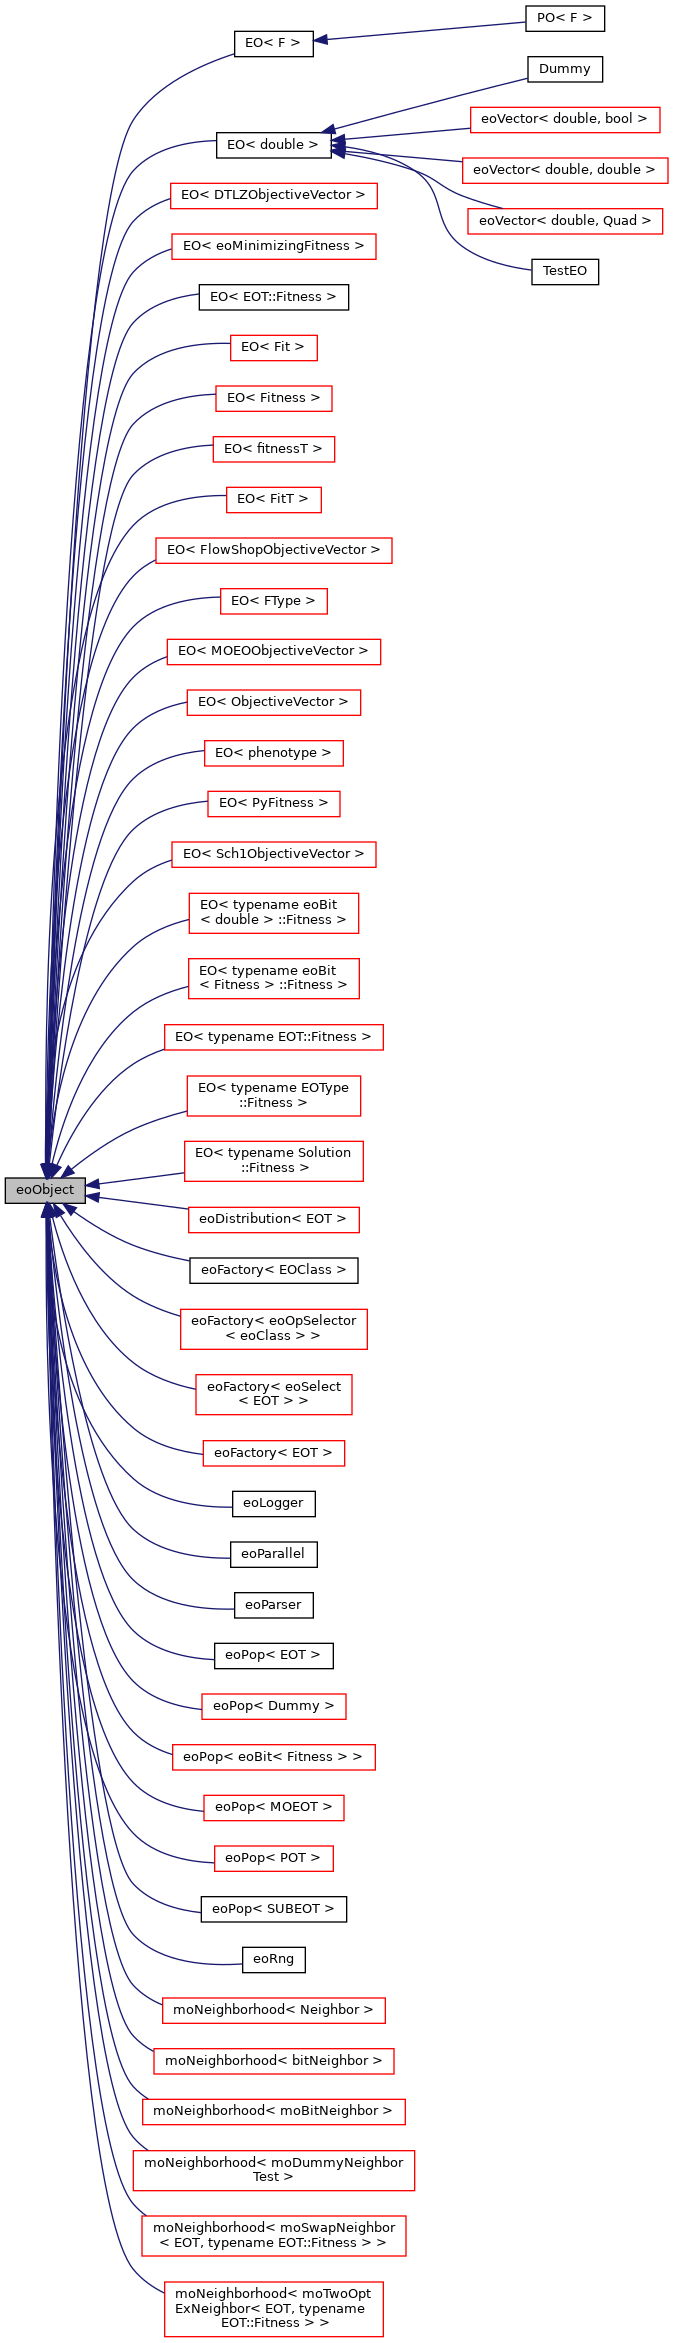 PO< F >
EO< F >
Dummy
eoVector< double, bool >
EO< double >
eoVector< double, double >
EO< DTLZObjectiveVector >
eoVector< double, Quad >
EO< eoMinimizingFitness >
TestEO
EO< EOT::Fitness >
EO< Fit >
EO< Fitness >
EO< fitnessT >
EO< FitT >
EO< FlowShopObjectiveVector >
EO< FType >
EO< MOEOObjectiveVector >
EO< ObjectiveVector >
EO< phenotype >
EO< PyFitness >
EO< Sch1ObjectiveVector >
EO< typename eoBit
< double > ::Fitness >
EO< typename eoBit
< Fitness > ::Fitness >
EO< typename EOT::Fitness >
EO< typename EOType
::Fitness >
EO< typename Solution
::Fitness >
eoObject
eoDistribution< EOT >
eoFactory< EOClass >
eoFactory< eoOpSelector
< eoClass > >
eoFactory< eoSelect
< EOT > >
eoFactory< EOT >
eoLogger
eoParallel
eoParser
eoPop< EOT >
eoPop< Dummy >
eoPop< eoBit< Fitness > >
eoPop< MOEOT >
eoPop< POT >
eoPop< SUBEOT >
eoRng
moNeighborhood< Neighbor >
moNeighborhood< bitNeighbor >
moNeighborhood< moBitNeighbor >
moNeighborhood< moDummyNeighbor
Test >
moNeighborhood< moSwapNeighbor
< EOT, typename EOT::Fitness > >
moNeighborhood< moTwoOpt
ExNeighbor< EOT, typename
EOT::Fitness > >